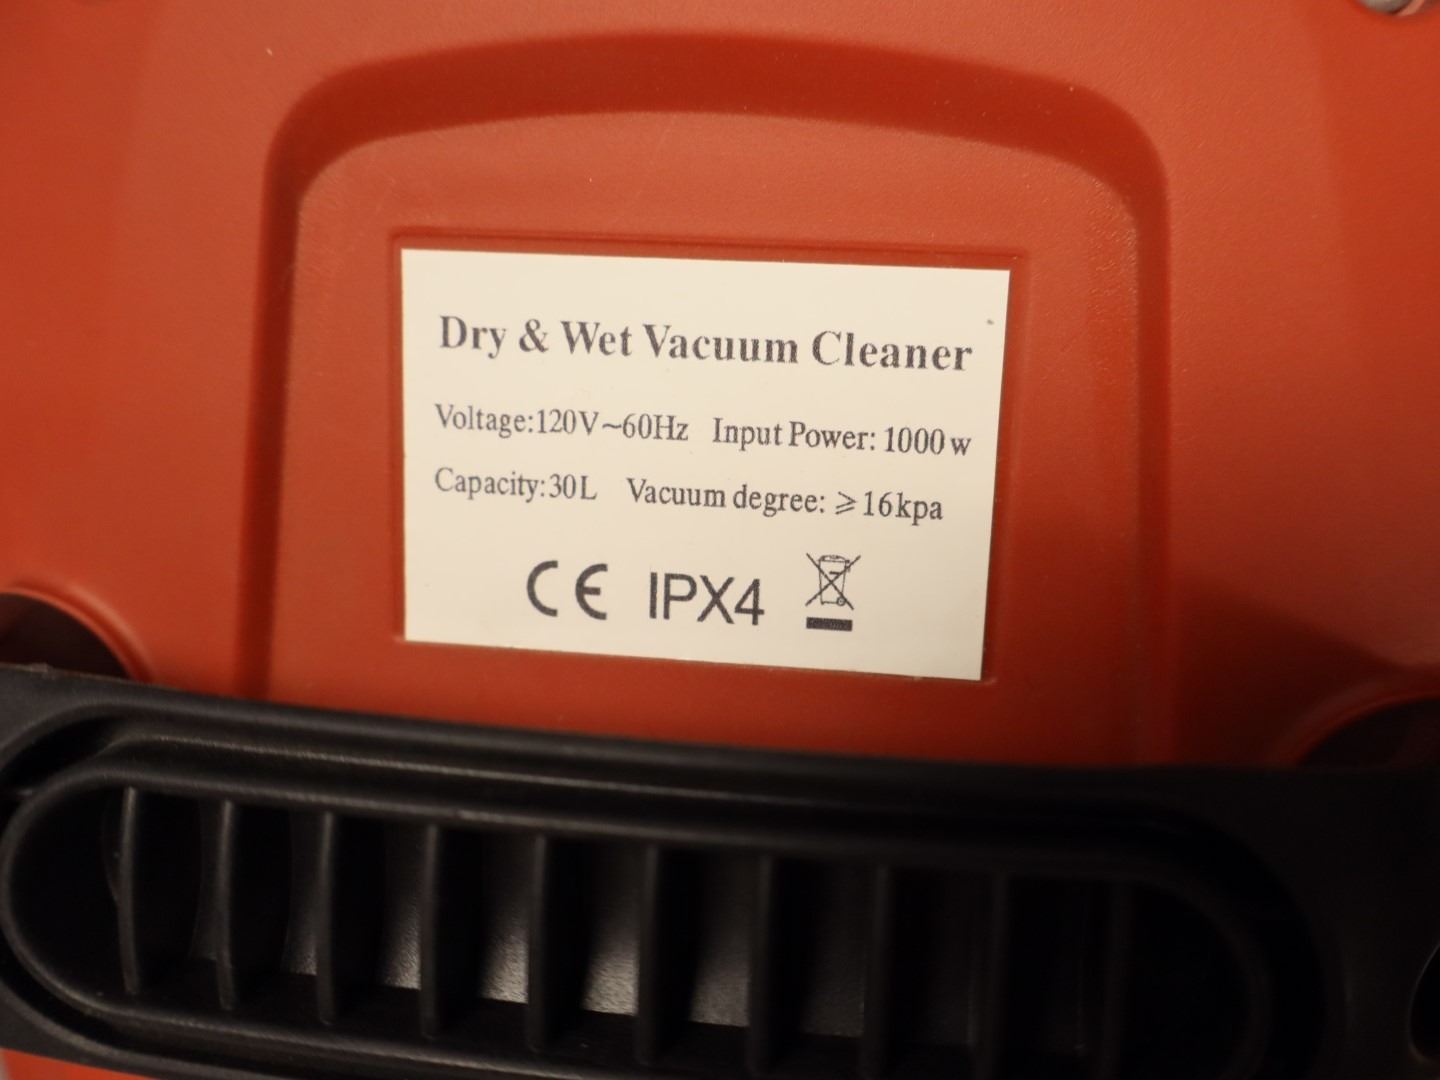 Dry & Wet Vacuum Cleaner
Voltage:120V~60Hz Input Power: 1000 w
Capacity:30L Vacuum degree: ⩾16kpa
CE IPX4